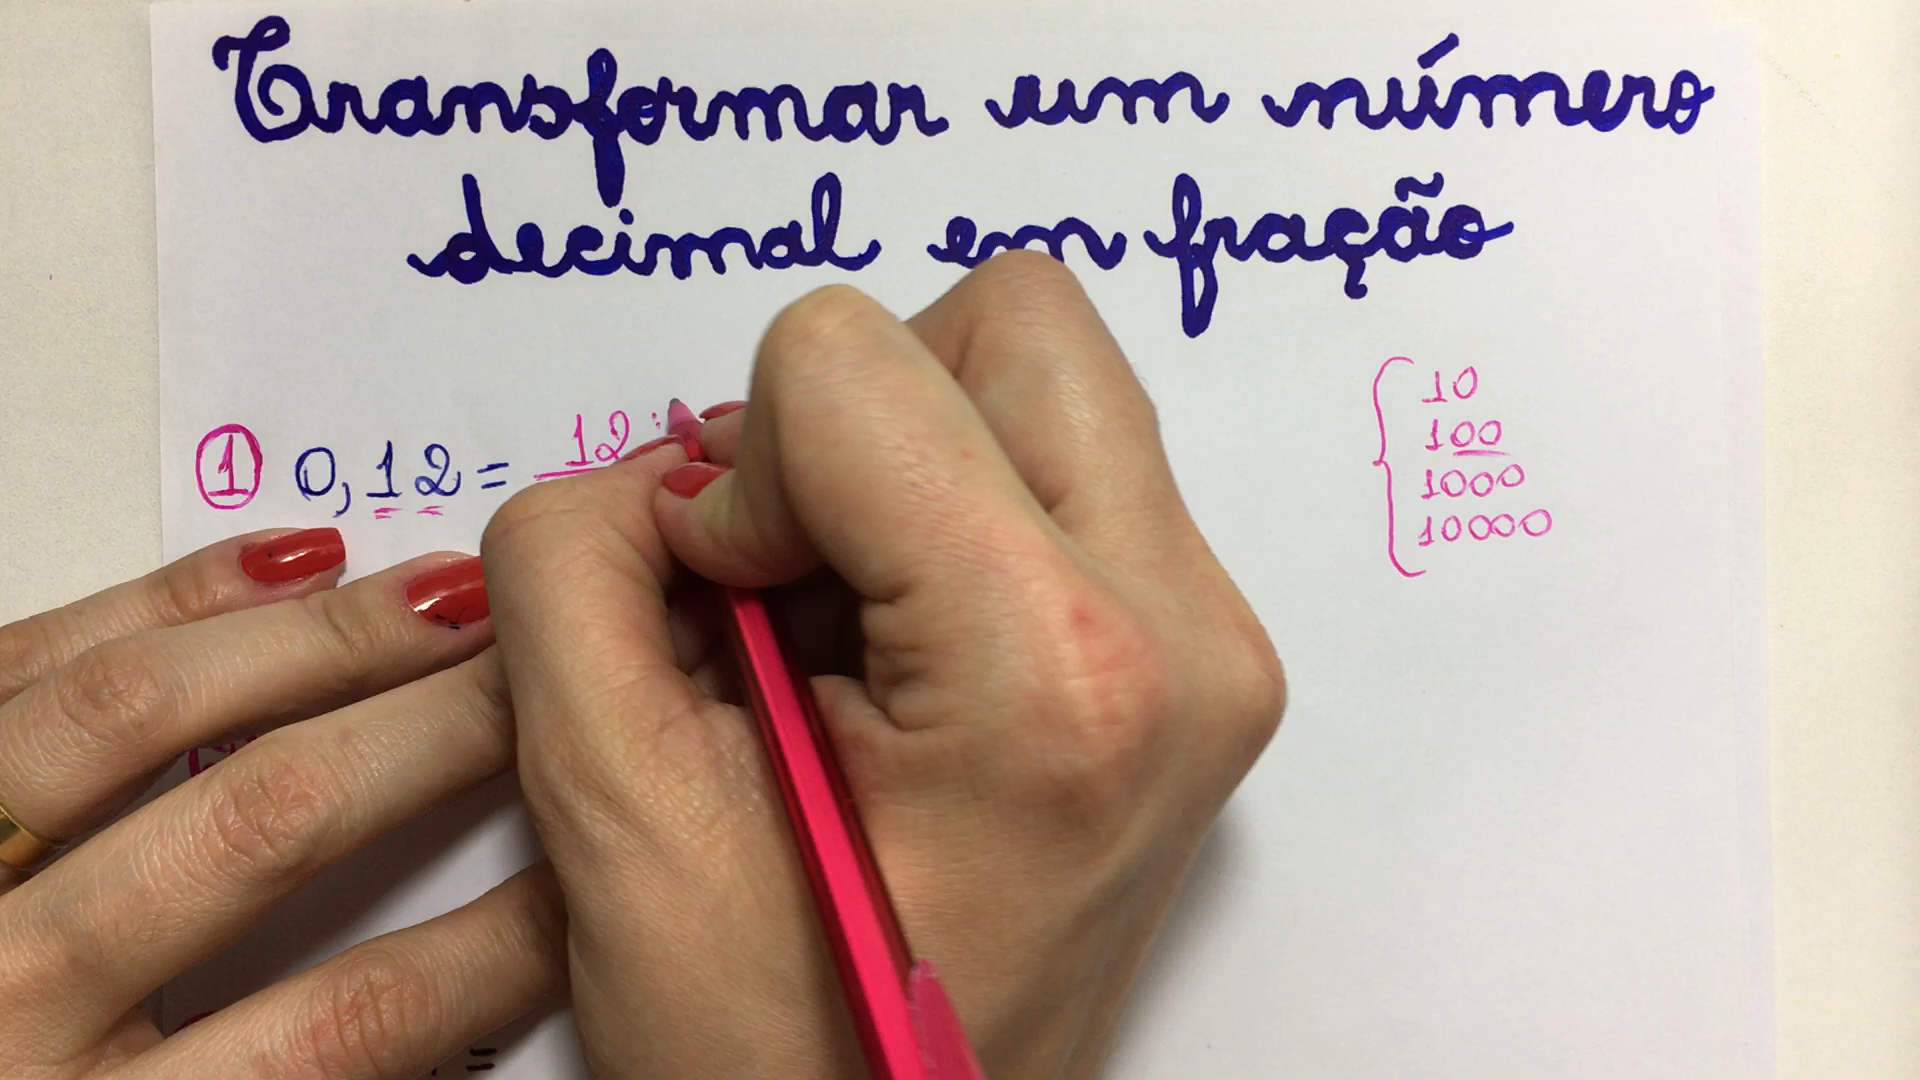 Transformar um número
decimal em fração
1 0,12 = 12 :
10
100
1000
10000
=